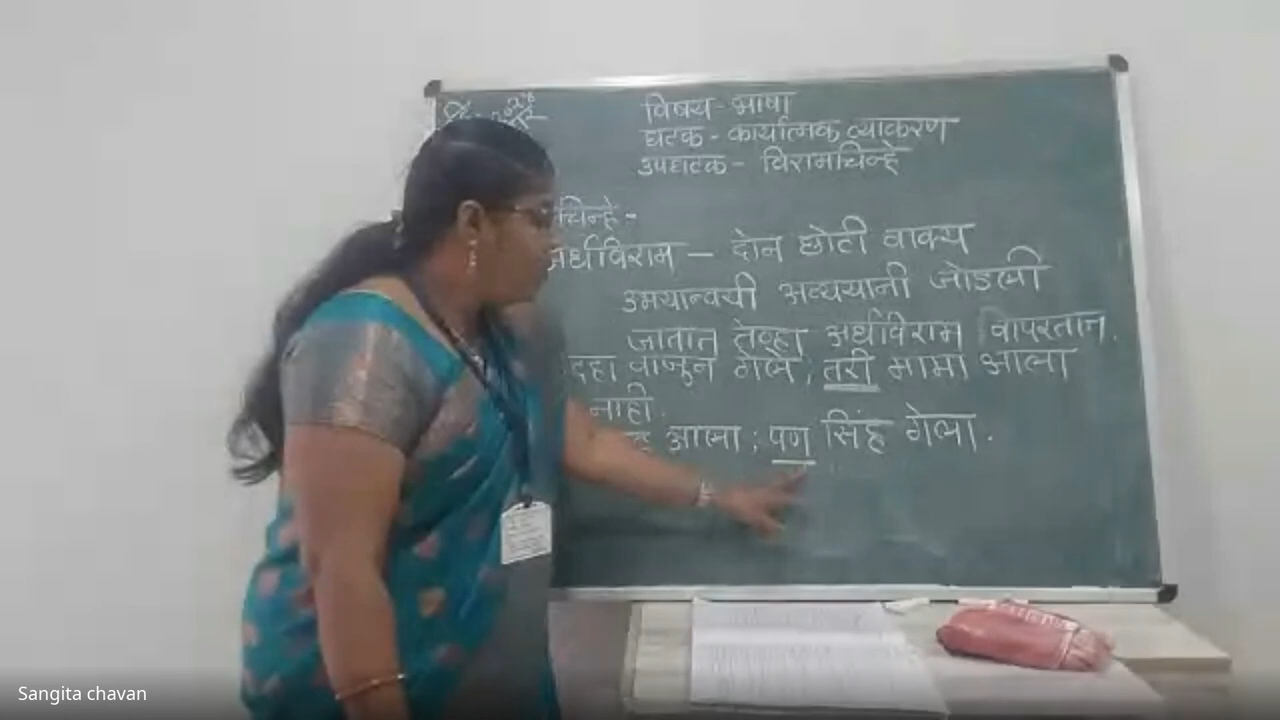 विषय - भाषा
घटक - कार्यात्मक व्याकरण
उपघटक - विरामचिन्हे
चिन्हे -
अर्धविराम - दोन छोटी वाक्य
उभयान्वयी अव्ययानी जोडली
जातात तेव्हा अर्धविराम वापरतात.
दहा वाजून गेले ; तरी मामा आला
नाही.
आला ; पण सिंह गेला.
Sangita chavan